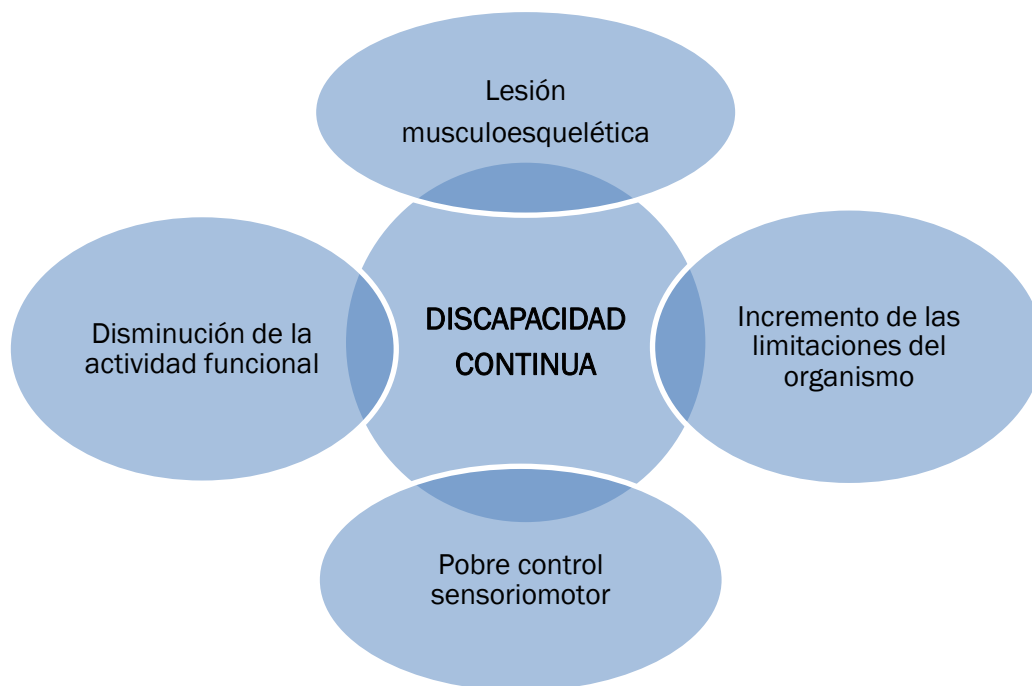 Lesión
musculoesquelética
Disminución de la
actividad funcional
DISCAPACIDAD
CONTINUA
Incremento de las
limitaciones del
organismo
Pobre control
sensoriomotor